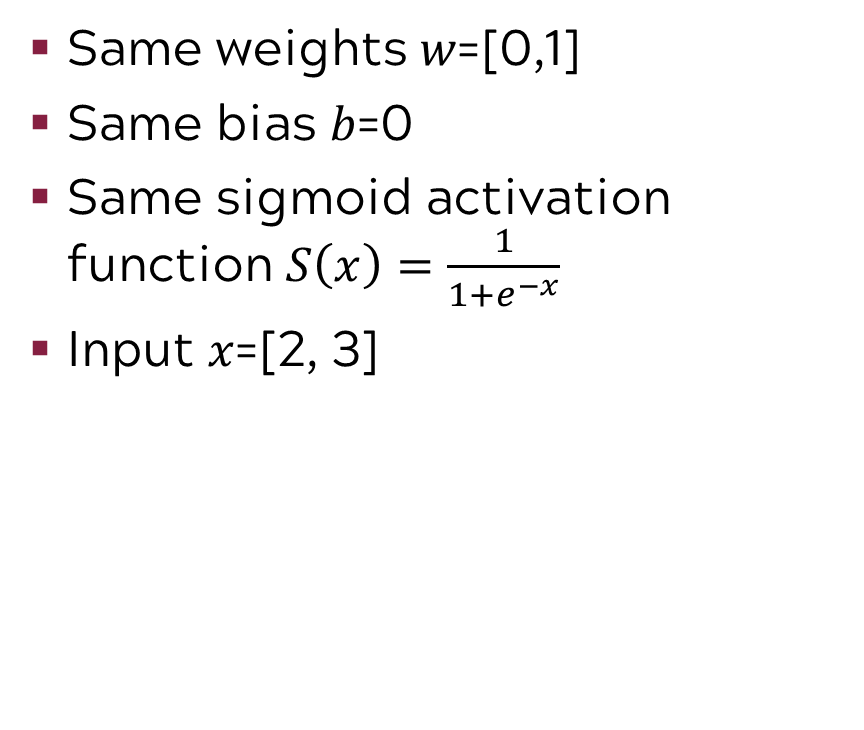 ▪ Same weights w=[0,1]
▪ Same bias b=0
▪ Same sigmoid activation
function S(x) = 1/(1+e^−x)
▪ Input x=[2, 3]